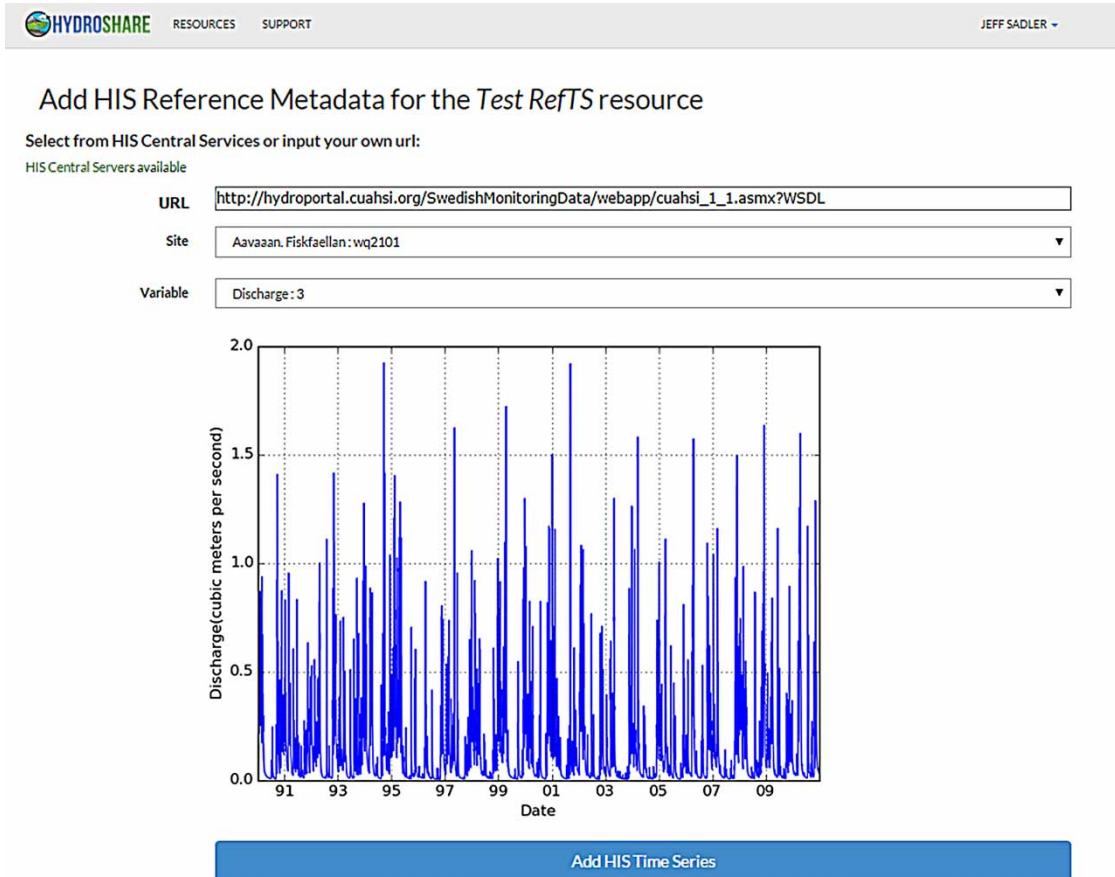 HYDROSHARE RESOURCES SUPPORT JEFF SADLER
Add HIS Reference Metadata for the Test RefTS resource
Select from HIS Central Services or input your own url:
HIS Central Servers available
URL http://hydroportal.cuahsi.org/SwedishMonitoringData/webapp/cuahsi_1_1.asmx?WSDL
Site Aavaaan. Fiskfaellan : wq2101
Variable Discharge : 3
Discharge(cubic meters per second)
2.0
1.5
1.0
0.5
0.0
91 93 95 97 99 01 03 05 07 09
Date
Add HIS Time Series